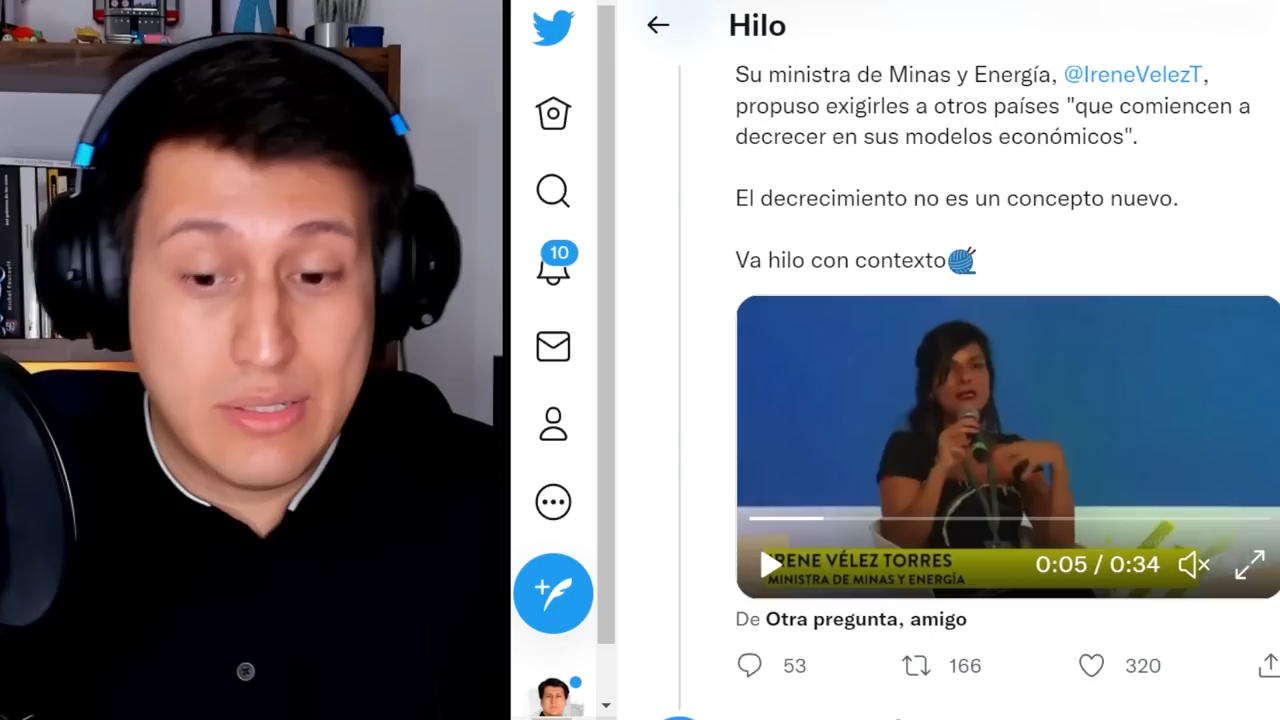 Hilo
10
Su ministra de Minas y Energía, @IreneVelezT,
propuso exigirles a otros países "que comiencen a
decrecer en sus modelos económicos".
El decrecimiento no es un concepto nuevo.
Va hilo con contexto
IRENE VÉLEZ TORRES
MINISTRA DE MINAS Y ENERGÍA
0:05 / 0:34
De Otra pregunta, amigo
53
166
320